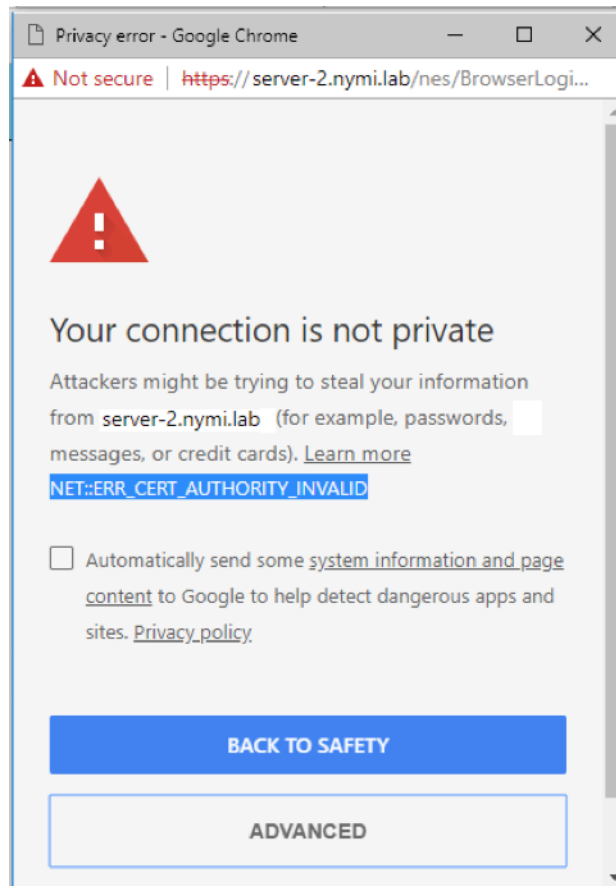 Privacy error - Google Chrome
Not secure | https://server-2.nymi.lab/nes/BrowserLogi...
Your connection is not private
Attackers might be trying to steal your information
from server-2.nymi.lab (for example, passwords,
messages, or credit cards). Learn more
NET::ERR_CERT_AUTHORITY_INVALID
Automatically send some system information and page
content to Google to help detect dangerous apps and
sites. Privacy policy
BACK TO SAFETY
ADVANCED